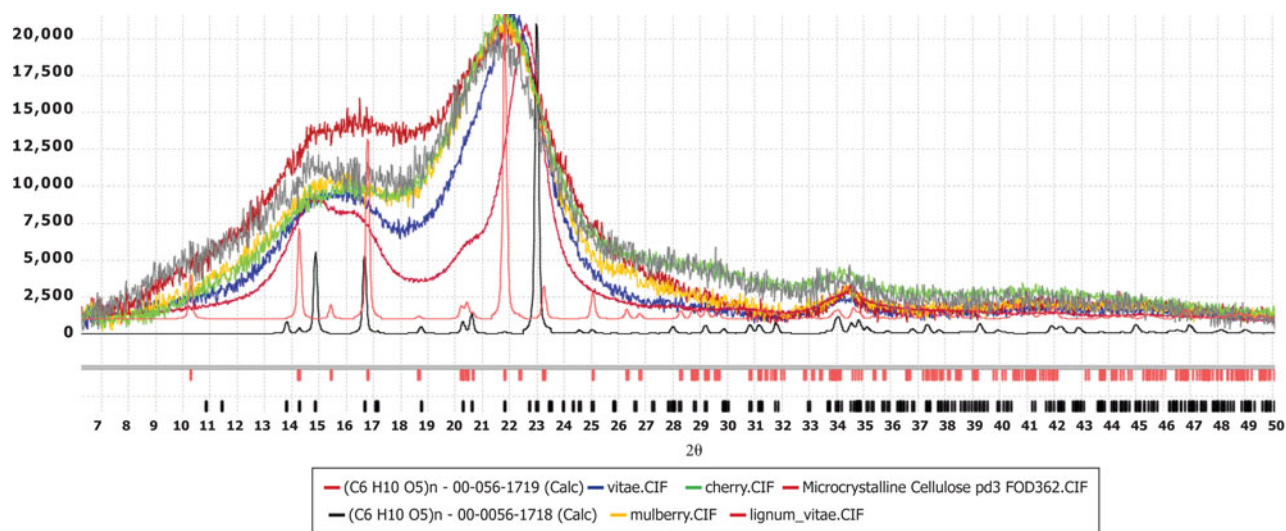 20,000
17,500
15,000
12,500
10,000
7,500
5,000
2,500
0
7 8 9 10 11 12 13 14 15 16 17 18 19 20 21 22 23 24 25 26 27 28 29 30 31 32 33 34 35 36 37 38 39 40 41 42 43 44 45 46 47 48 49 50
2θ
(C6 H10 O5)n - 00-056-1719 (Calc) vitae.CIF cherry.CIF Microcrystalline Cellulose pd3 FOD362.CIF
(C6 H10 O5)n - 00-0056-1718 (Calc) mulberry.CIF lignum_vitae.CIF